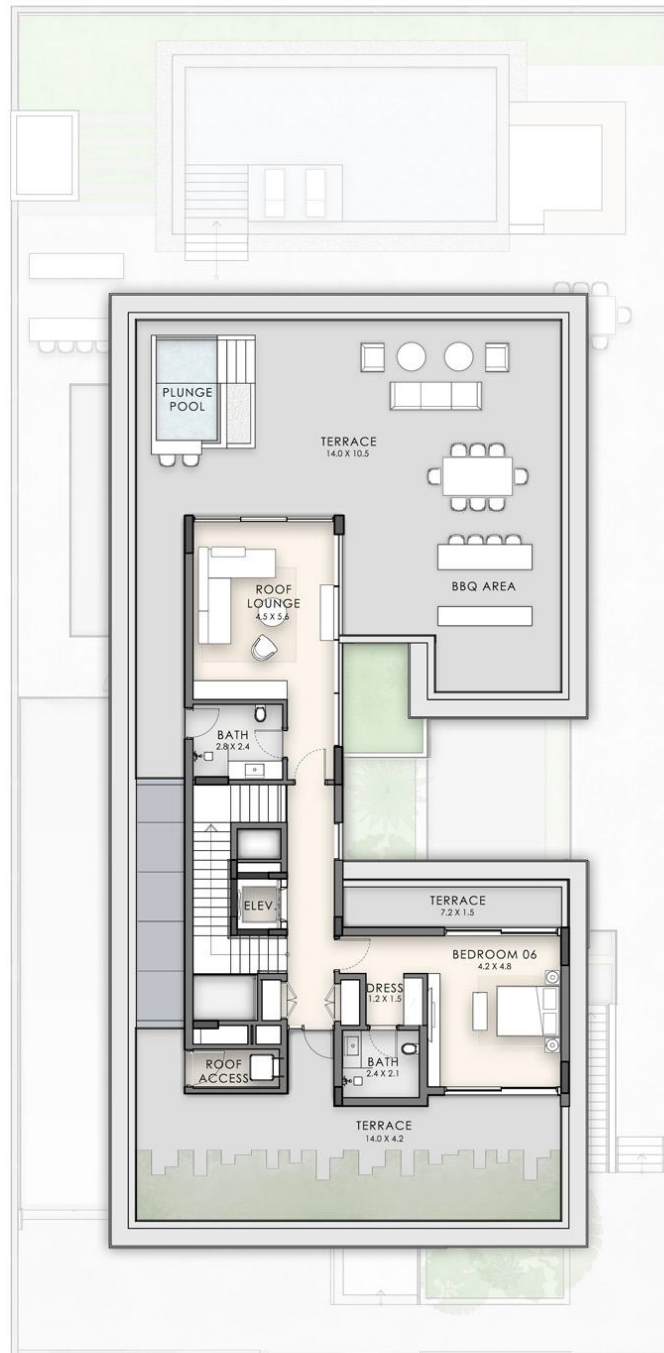 PLUNGE
POOL
TERRACE
14.0 X 10.5
BBQ AREA
ROOF
LOUNGE
4.5 X 5.6
BATH
2.8 X 2.4
ELEV.
TERRACE
7.2 X 1.5
BEDROOM 06
4.2 X 4.8
DRESS
1.2 X 1.5
BATH
2.4 X 2.1
ROOF
ACCESS
TERRACE
14.0 X 4.2